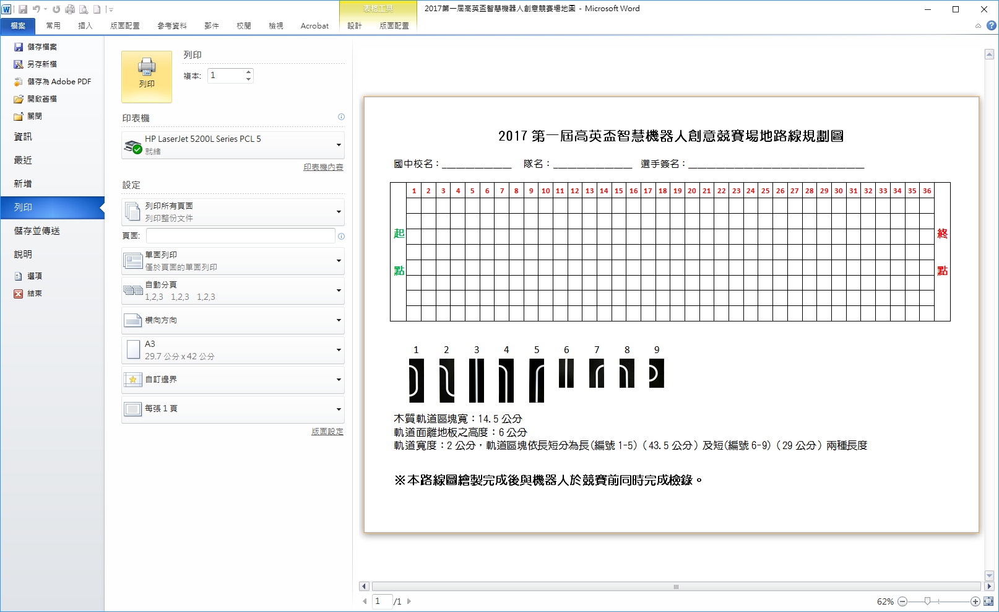 表格工具
2017第一屆高英盃智慧機器人創意競賽場地圖 - Microsoft Word
檔案 常用 插入 版面配置 參考資料 郵件 校閱 檢視 Acrobat 設計 版面配置
儲存檔案
另存新檔
儲存為 Adobe PDF
開啟舊檔
關閉
資訊
最近
新增
列印
儲存並傳送
說明
選項
結束
列印
列印
複本: 1
印表機
HP LaserJet 5200L Series PCL 5
就緒
印表機內容
設定
列印所有頁面
列印整份文件
頁面:
單面列印
僅於頁面的單面列印
自動分頁
1,2,3 1,2,3 1,2,3
橫向方向
A3
29.7 公分 x 42 公分
自訂邊界
每張 1 頁
版面設定
2017 第一屆高英盃智慧機器人創意競賽場地路線規劃圖
國中校名：_______________ 隊名：_________________ 選手簽名：______________________________________
1 2 3 4 5 6 7 8 9 10 11 12 13 14 15 16 17 18 19 20 21 22 23 24 25 26 27 28 29 30 31 32 33 34 35 36
起 終
點 點
1 2 3 4 5 6 7 8 9
木質軌道區塊寬：14.5 公分
軌道面離地板之高度：6 公分
軌道寬度：2 公分，軌道區塊依長短分為長(編號 1-5)（43.5 公分）及短(編號 6-9)（29 公分）兩種長度
※本路線圖繪製完成後與機器人於競賽前同時完成檢錄。
1 /1
62%